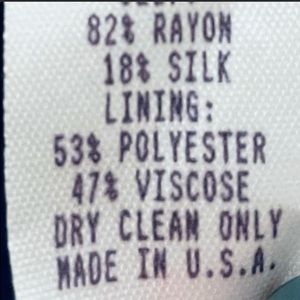 82% RAYON
18% SILK
LINING:
53% POLYESTER
47% VISCOSE
DRY CLEAN ONLY
MADE IN U.S.A.